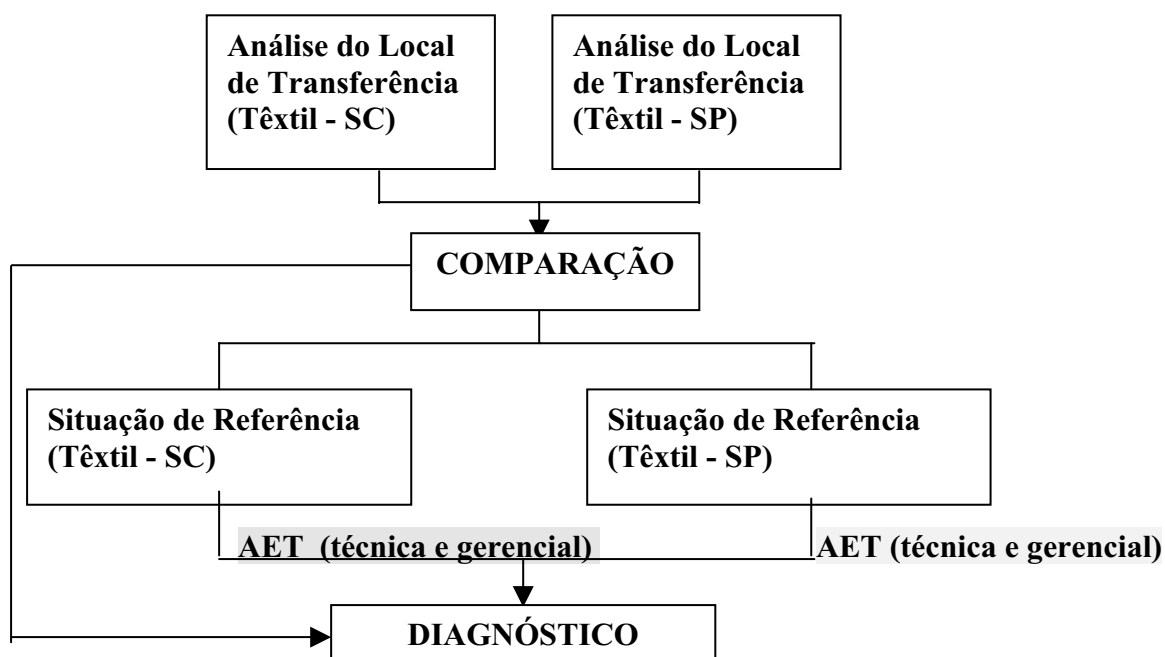 Análise do Local
de Transferência
(Têxtil - SC)
Análise do Local
de Transferência
(Têxtil - SP)
COMPARAÇÃO
Situação de Referência
(Têxtil - SC)
Situação de Referência
(Têxtil - SP)
AET (técnica e gerencial)
AET (técnica e gerencial)
DIAGNÓSTICO